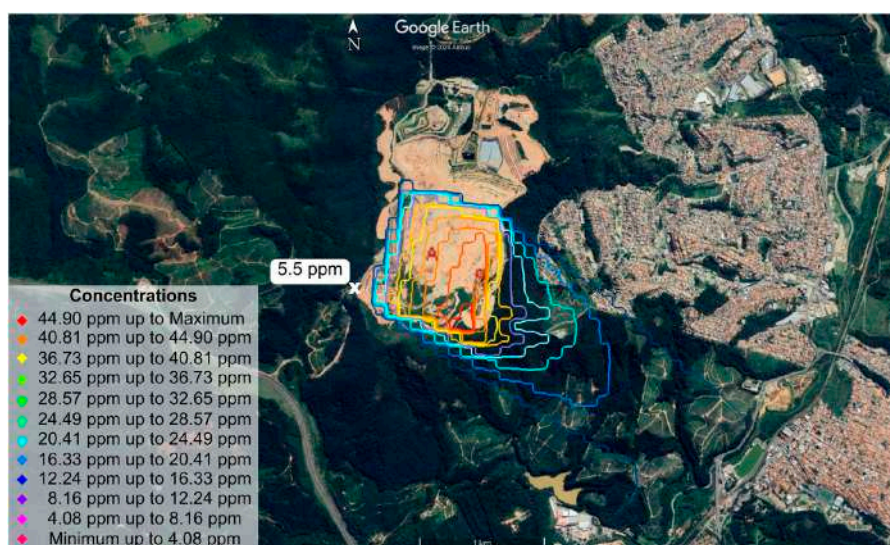 N
Google Earth
5.5 ppm
Concentrations
44.90 ppm up to Maximum
40.81 ppm up to 44.90 ppm
36.73 ppm up to 40.81 ppm
32.65 ppm up to 36.73 ppm
28.57 ppm up to 32.65 ppm
24.49 ppm up to 28.57 ppm
20.41 ppm up to 24.49 ppm
16.33 ppm up to 20.41 ppm
12.24 ppm up to 16.33 ppm
8.16 ppm up to 12.24 ppm
4.08 ppm up to 8.16 ppm
Minimum up to 4.08 ppm